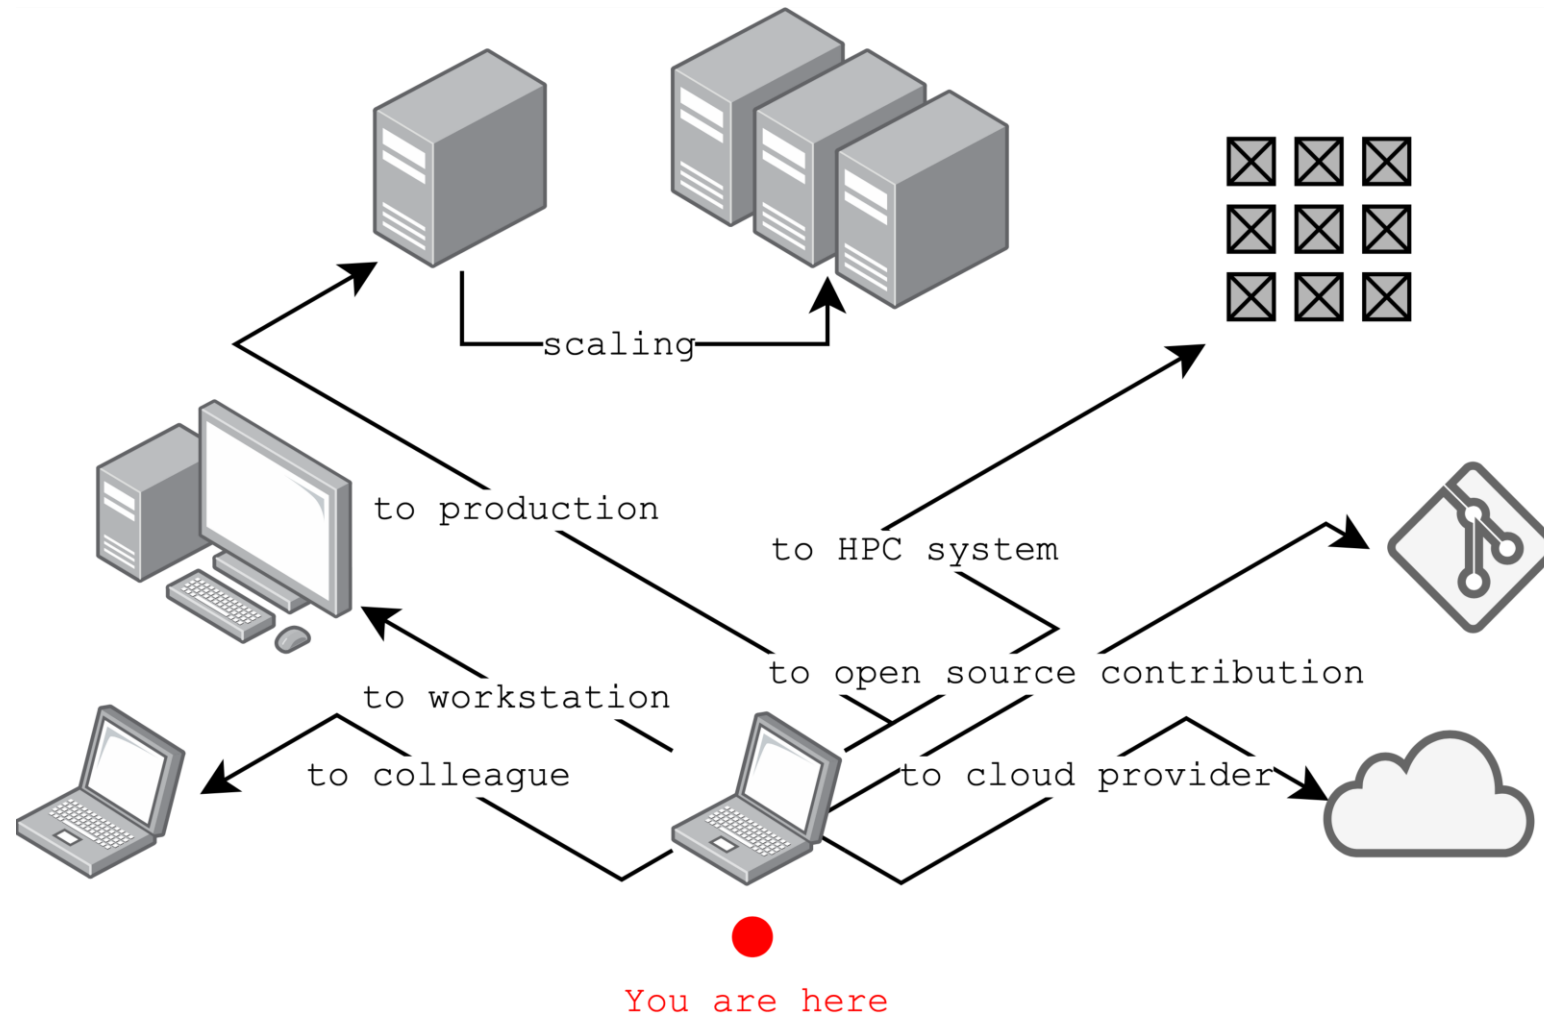 scaling
to production
to HPC system
to open source contribution
to workstation
to colleague
to cloud provider
You are here